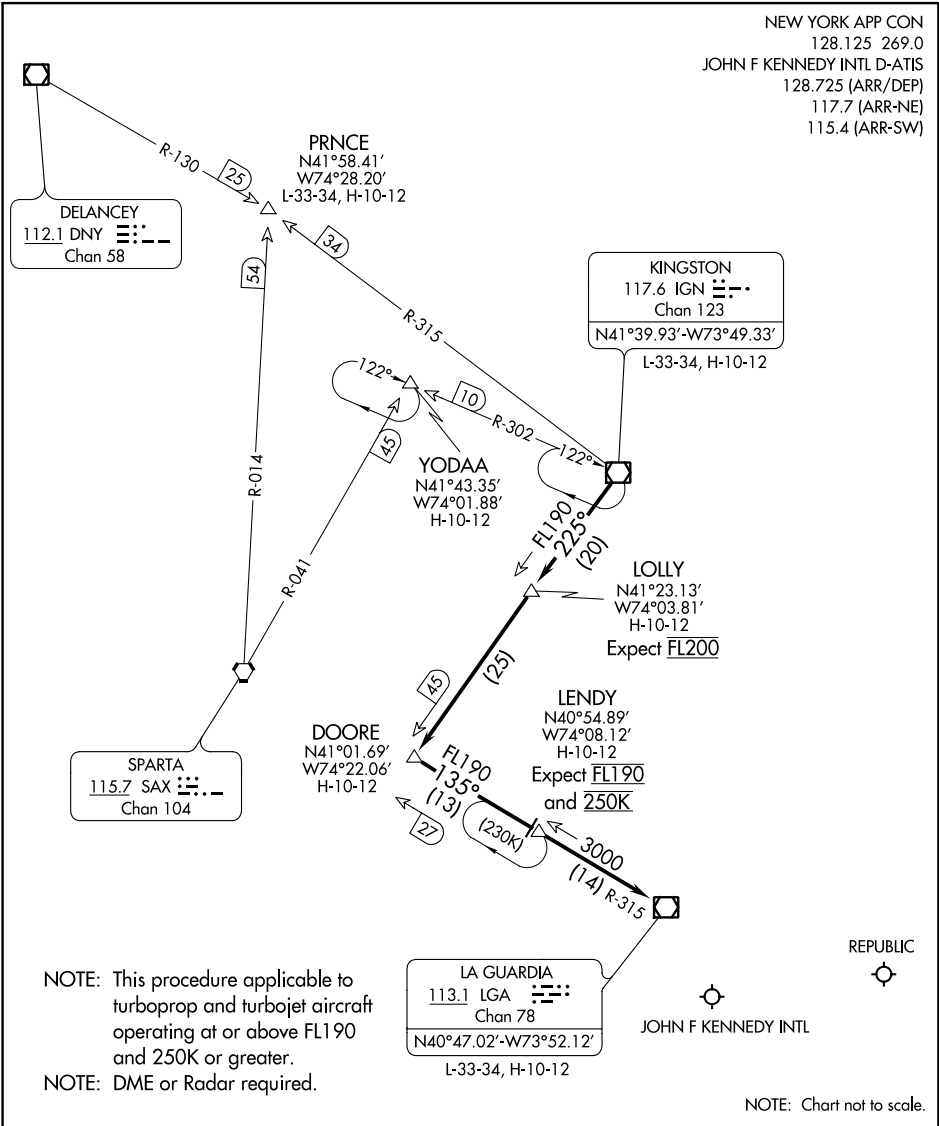 NEW YORK APP CON
128.125 269.0
JOHN F KENNEDY INTL D-ATIS
128.725 (ARR/DEP)
117.7 (ARR-NE)
115.4 (ARR-SW)
PRNCE
N41°58.41'
W74°28.20'
L-33-34, H-10-12
R-130
25
DELANCEY
112.1 DNY
Chan 58
34
54
R-315
KINGSTON
117.6 IGN
Chan 123
N41°39.93'-W73°49.33'
L-33-34, H-10-12
122°
10
R-302
122°
45
R-014
YODAA
N41°43.35'
W74°01.88'
H-10-12
FL190
225°
(20)
R-041
LOLLY
N41°23.13'
W74°03.81'
H-10-12
Expect FL200
(25)
45
LENDY
N40°54.89'
W74°08.12'
H-10-12
Expect FL190
and 250K
DOORE
N41°01.69'
W74°22.06'
H-10-12
FL190
135°
(13)
SPARTA
115.7 SAX
Chan 104
27
(230K)
3000
(14) R-315
LA GUARDIA
113.1 LGA
Chan 78
N40°47.02'-W73°52.12'
L-33-34, H-10-12
REPUBLIC
JOHN F KENNEDY INTL
NOTE: This procedure applicable to
turboprop and turbojet aircraft
operating at or above FL190
and 250K or greater.
NOTE: DME or Radar required.
NOTE: Chart not to scale.